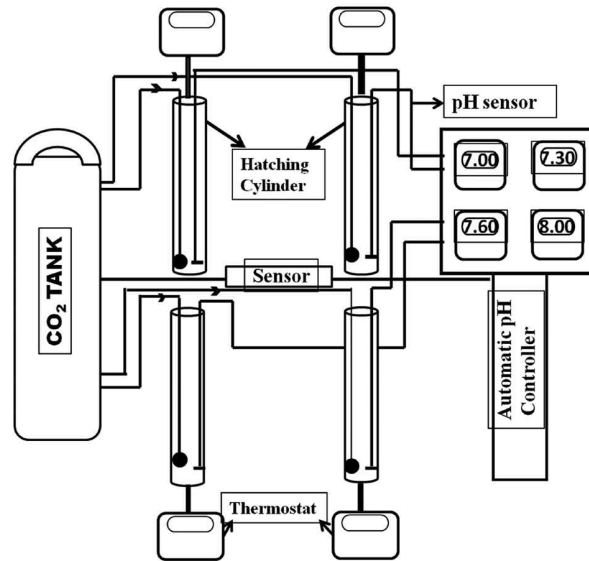 pH sensor
Hatching
Cylinder
7.00
7.30
7.60
8.00
Sensor
CO₂ TANK
Automatic pH
Controller
Thermostat